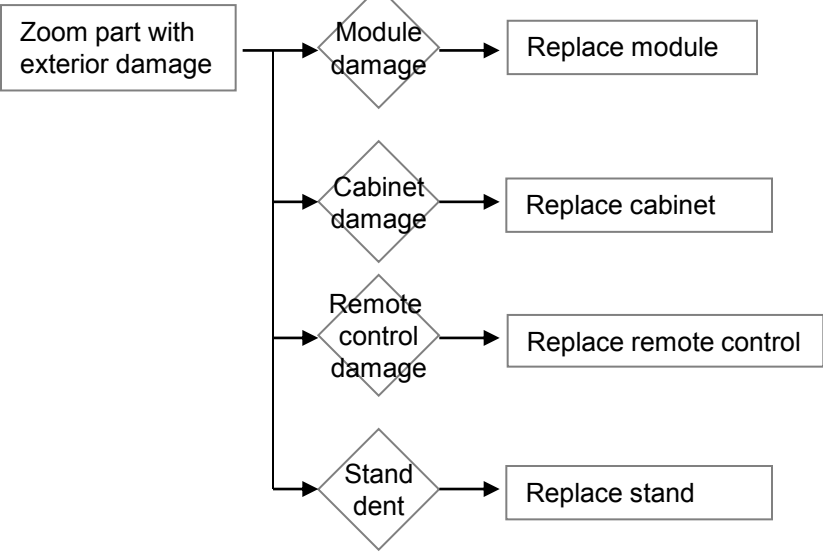 Zoom part with
exterior damage
Module
damage
Replace module
Cabinet
damage
Replace cabinet
Remote
control
damage
Replace remote control
Stand
dent
Replace stand